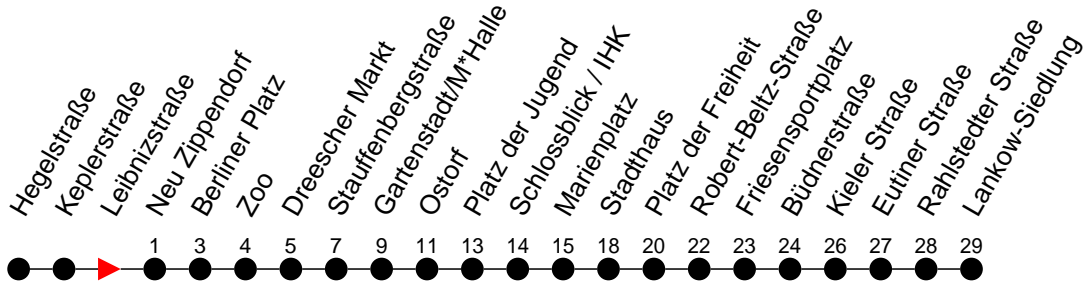 Hegelstraße
Keplerstraße
Leibnizstraße
Neu Zippendorf
Berliner Platz
Zoo
Dreescher Markt
Stauffenbergstraße
Gartenstadt/M*Halle
Ostorf
Platz der Jugend
Schlossblick / IHK
Marienplatz
Stadthaus
Platz der Freiheit
Robert-Beltz-Straße
Friesensportplatz
Büdnerstraße
Kieler Straße
Eutiner Straße
Rahlstedter Straße
Lankow-Siedlung
1 3 4 5 7 9 11 13 14 15 18 20 22 23 24 26 27 28 29